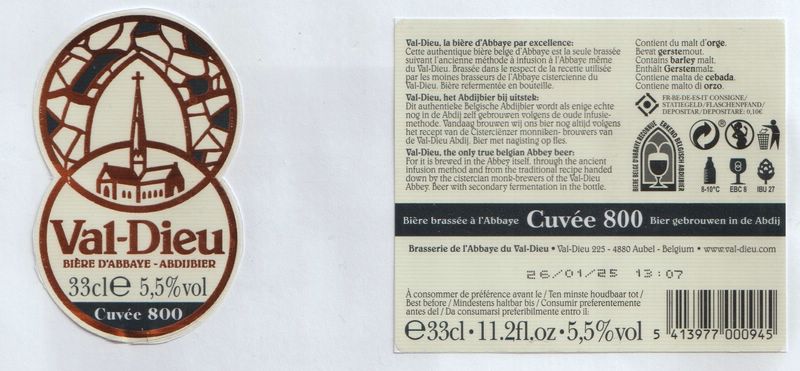 Val-Dieu
BIÈRE D'ABBAYE - ABDIJBIER
33cl e 5,5%vol
Cuvée 800
Val-Dieu, la bière d'Abbaye par excellence:
Cette authentique bière belge d'Abbaye est la seule brassée
suivant l'ancienne méthode à infusion à l'Abbaye même
du Val-Dieu. Brassée dans le respect de la recette utilisée
par les moines brasseurs de l'Abbaye cistercienne du
Val-Dieu. Bière refermentée en bouteille.
Val-Dieu, het Abdijbier bij uitstek:
Dit authentieke Belgische Abdijbier wordt als enige echte
nog in de Abdij zelf gebrouwen volgens de oude infusie-
methode. Vandaag brouwen wij ons bier nog altijd volgens
het recept van de Cisterciënzer monniken- brouwers van
de Val-Dieu Abdij. Bier met nagisting op fles.
Val-Dieu, the only true belgian Abbey beer:
For it is brewed in the Abbey itself, through the ancient
infusion method and from the traditional recipe handed
down by the cistercian monk-brewers of the Val-Dieu
Abbey. Beer with secondary fermentation in the bottle.
Contient du malt d'orge.
Bevat gerstemout.
Contains barley malt.
Enthält Gerstenmalz.
Contiene malta de cebada.
Contiene malto di orzo.
FR-BE-DE-ES-IT CONSIGNE/
STATIEGELD/FLASCHENPFAND/
DEPOSITAR/DEPOSITARE: 0,10€
BIÈRE BELGE D'ABBAYE RECONNUE
ERKEND BELGISCH ABDIJBIER
8-10°C EBC 8 IBU 27
Bière brassée à l'Abbaye Cuvée 800 Bier gebrouwen in de Abdij
Brasserie de l'Abbaye du Val-Dieu • Val-Dieu 225 - 4880 Aubel - Belgium • www.val-dieu.com
26/01/25 13:07
À consommer de préférence avant le / Ten minste houdbaar tot /
Best before / Mindestens haltbar bis / Consumir preferentemente
antes del / Da consumarsi preferibilmente entro il:
e33cl • 11.2fl.oz • 5,5%vol
5 413977 000945